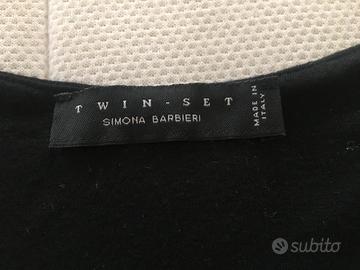 TWIN-SET
SIMONA BARBIERI
MADE IN
ITALY
subito